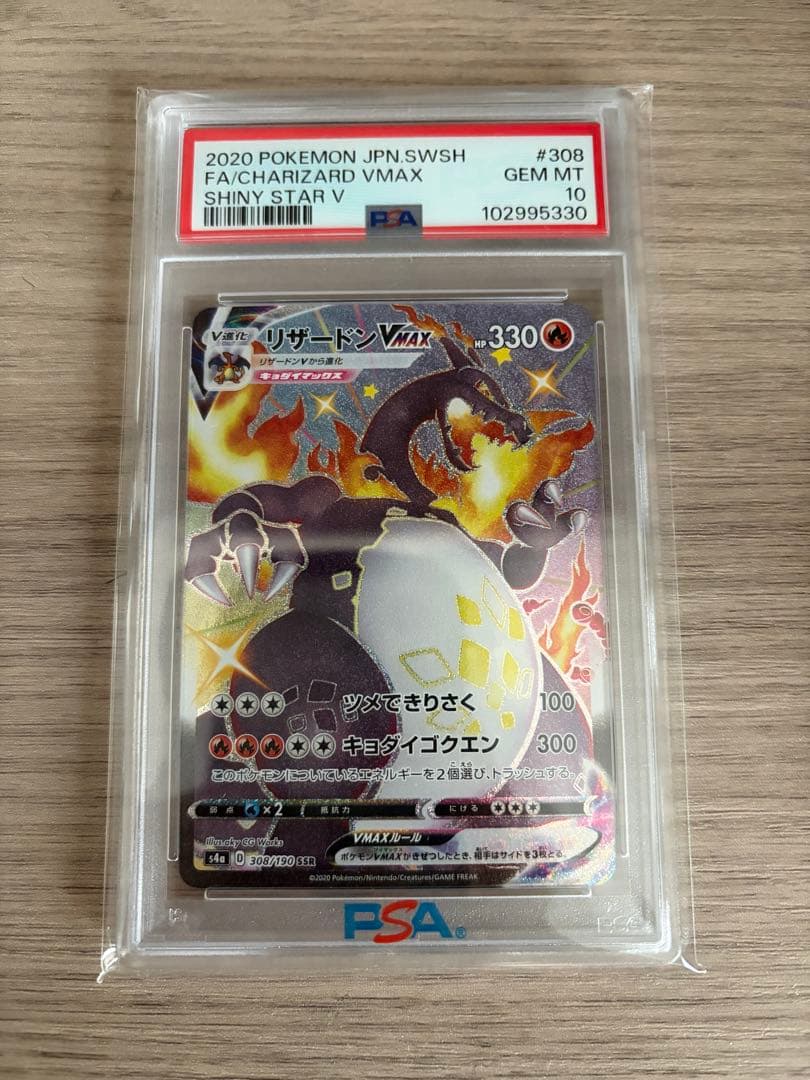 2020 POKEMON JPN.SWSH #308
FA/CHARIZARD VMAX GEM MT
SHINY STAR V 10
PSA 102995330
V進化 リザードンVMAX HP330
リザードンVから進化
キョダイマックス
ツメできりさく 100
キョダイゴクエン 300
このポケモンについているエネルギーを2個選び、トラッシュする。
弱点 ×2 抵抗力 にげる
illus.aky CG Works
VMAXルール
s4a D 308/190 SSR
ポケモンVMAXがきぜつしたとき、相手はサイドを3枚とる。
©2020 Pokémon/Nintendo/Creatures/GAME FREAK.
PSA®